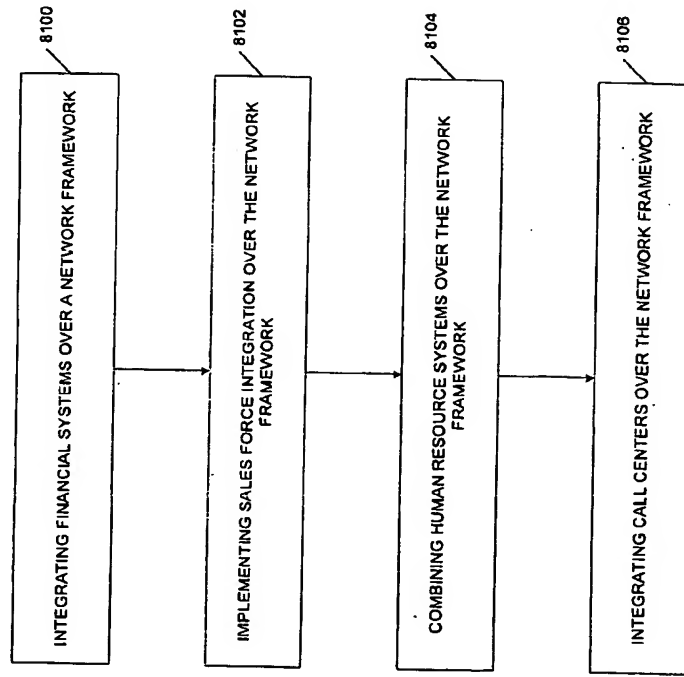 8100
INTEGRATING FINANCIAL SYSTEMS OVER A NETWORK FRAMEWORK
8102
IMPLEMENTING SALES FORCE INTEGRATION OVER THE NETWORK
FRAMEWORK
8104
COMBINING HUMAN RESOURCE SYSTEMS OVER THE NETWORK
FRAMEWORK
8106
INTEGRATING CALL CENTERS OVER THE NETWORK FRAMEWORK